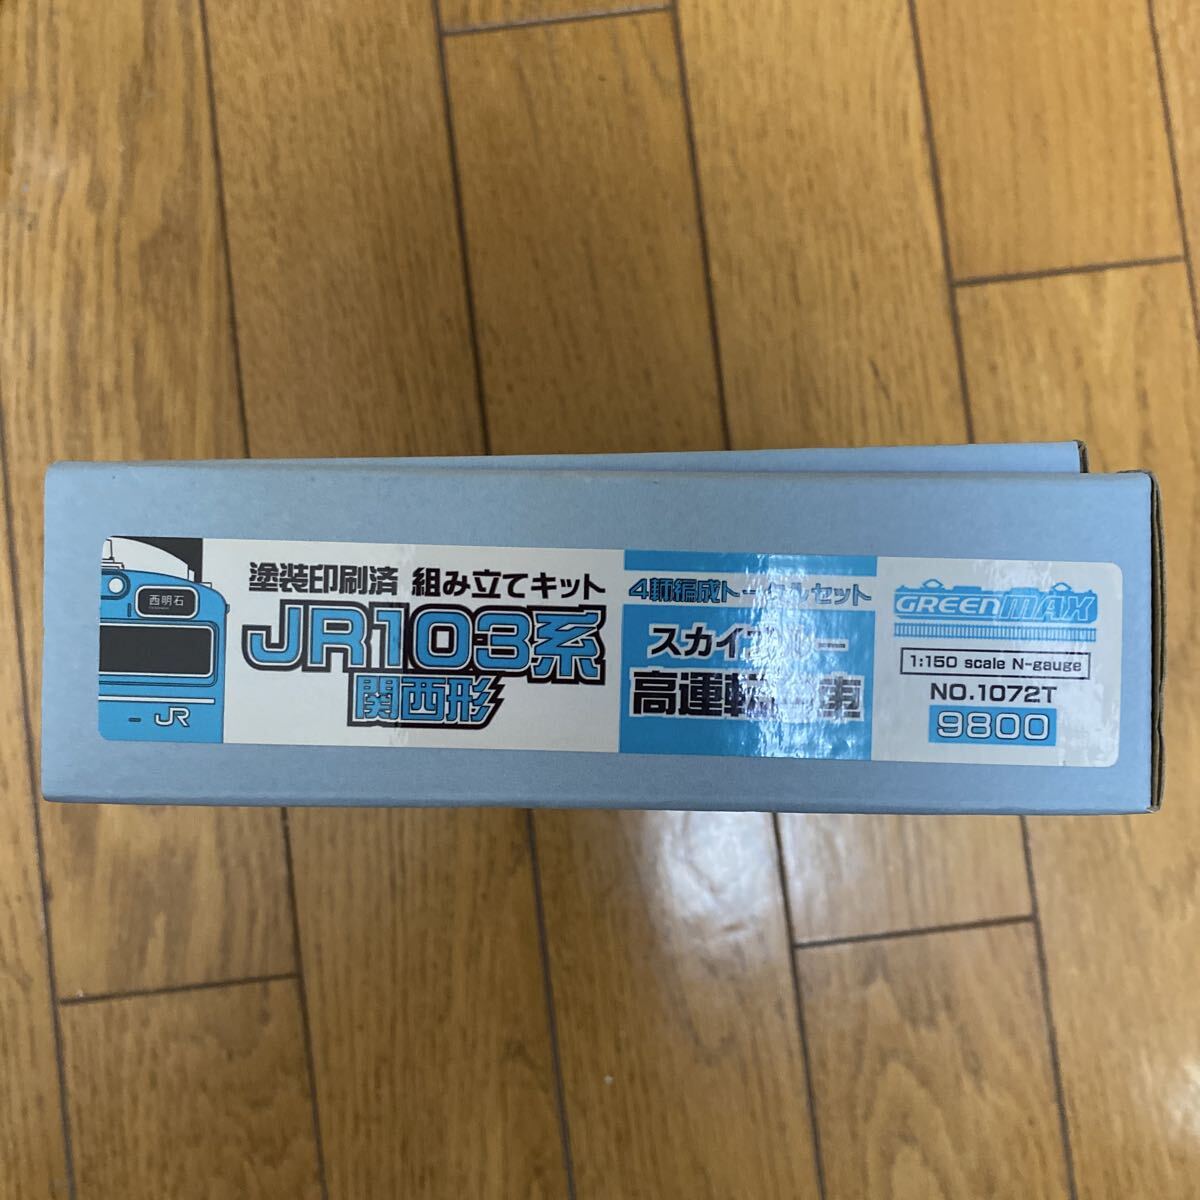 西明石
JR
塗装印刷済 組み立てキット
JR103系
関西形
4輌編成トータルセット
スカイブルー
高運転台車
GREENMAX
1:150 scale N-gauge
NO.1072T
9800